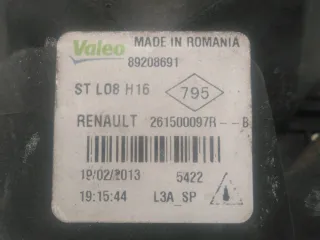 Valeo MADE IN ROMANIA
89208691
ST L08 H16 795
RENAULT 261500097R--B
19/02/2013 5422
19:15:44 L3A_SP